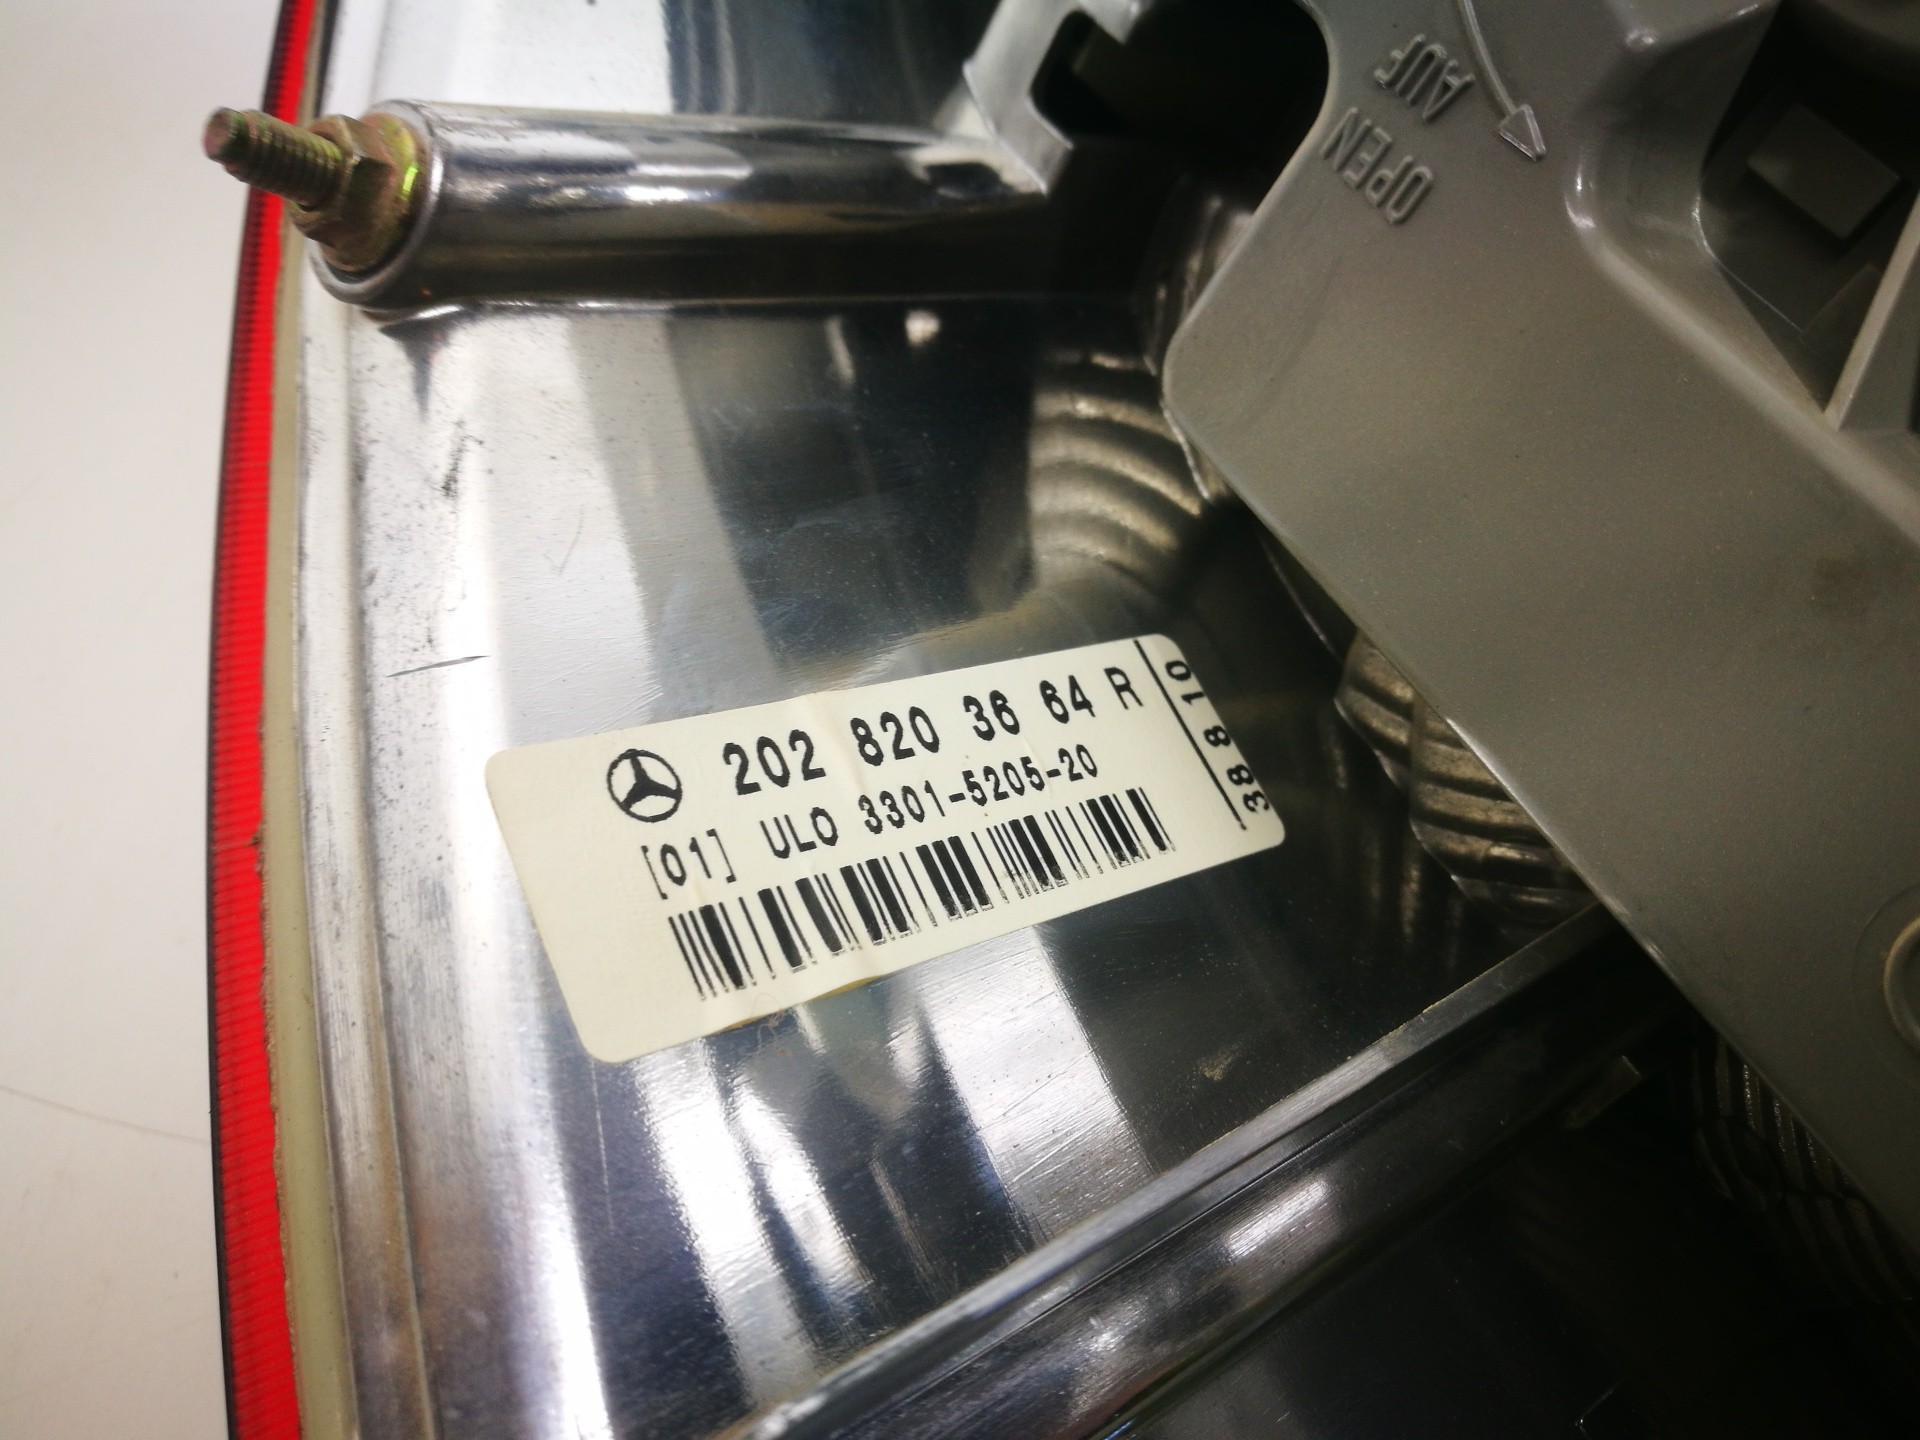 AUF
OPEN
202 820 36 64 R
[01] ULO 3301-5205-20
38 8 10